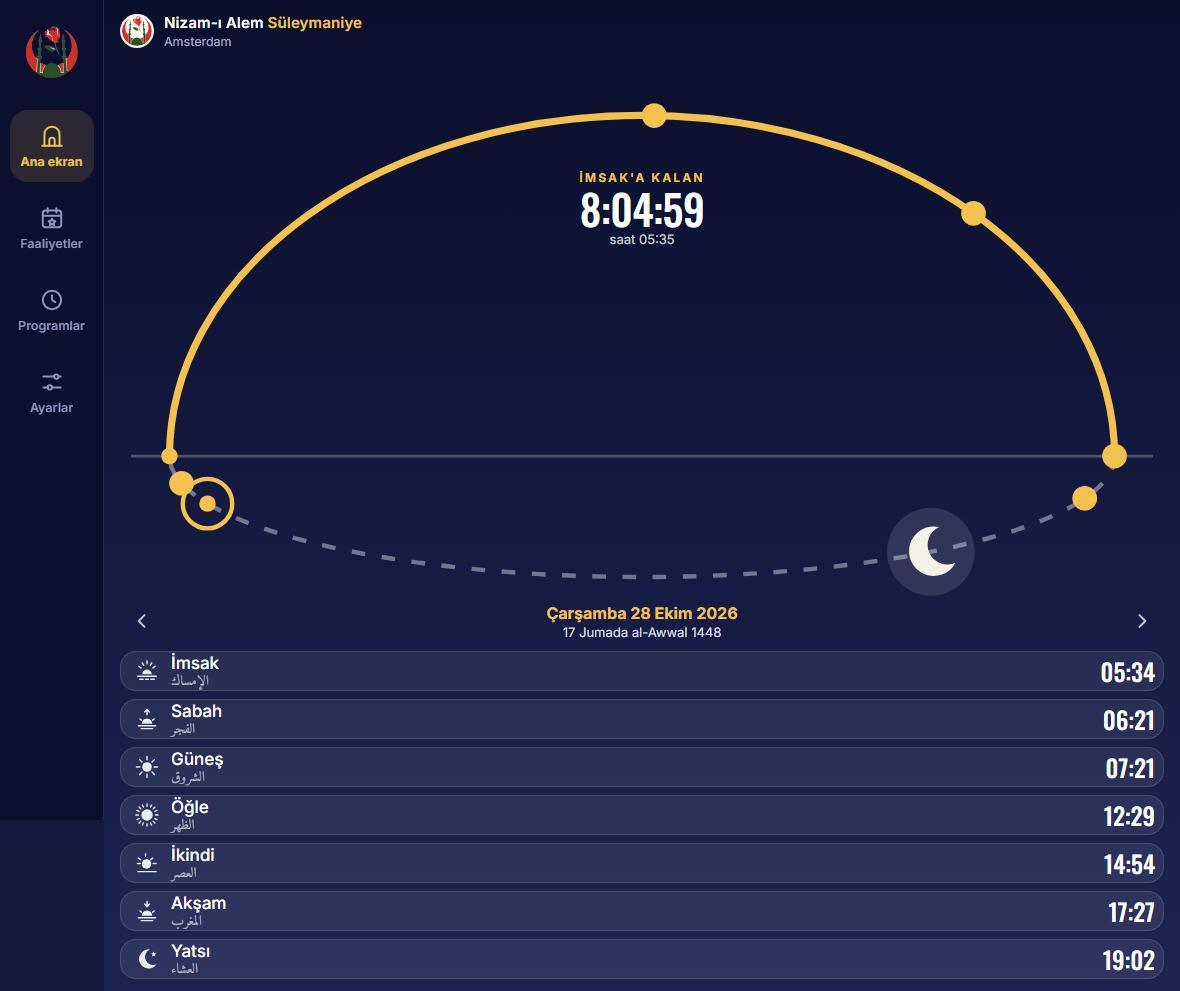 Nizam-ı Alem Süleymaniye
Amsterdam
Ana ekran
Faaliyetler
Programlar
Ayarlar
İMSAK'A KALAN
8:04:59
saat 05:35
Çarşamba 28 Ekim 2026
17 Jumada al-Awwal 1448
İmsak
الإمساك
05:34
Sabah
الفجر
06:21
Güneş
الشروق
07:21
Öğle
الظهر
12:29
İkindi
العصر
14:54
Akşam
المغرب
17:27
Yatsı
العشاء
19:02